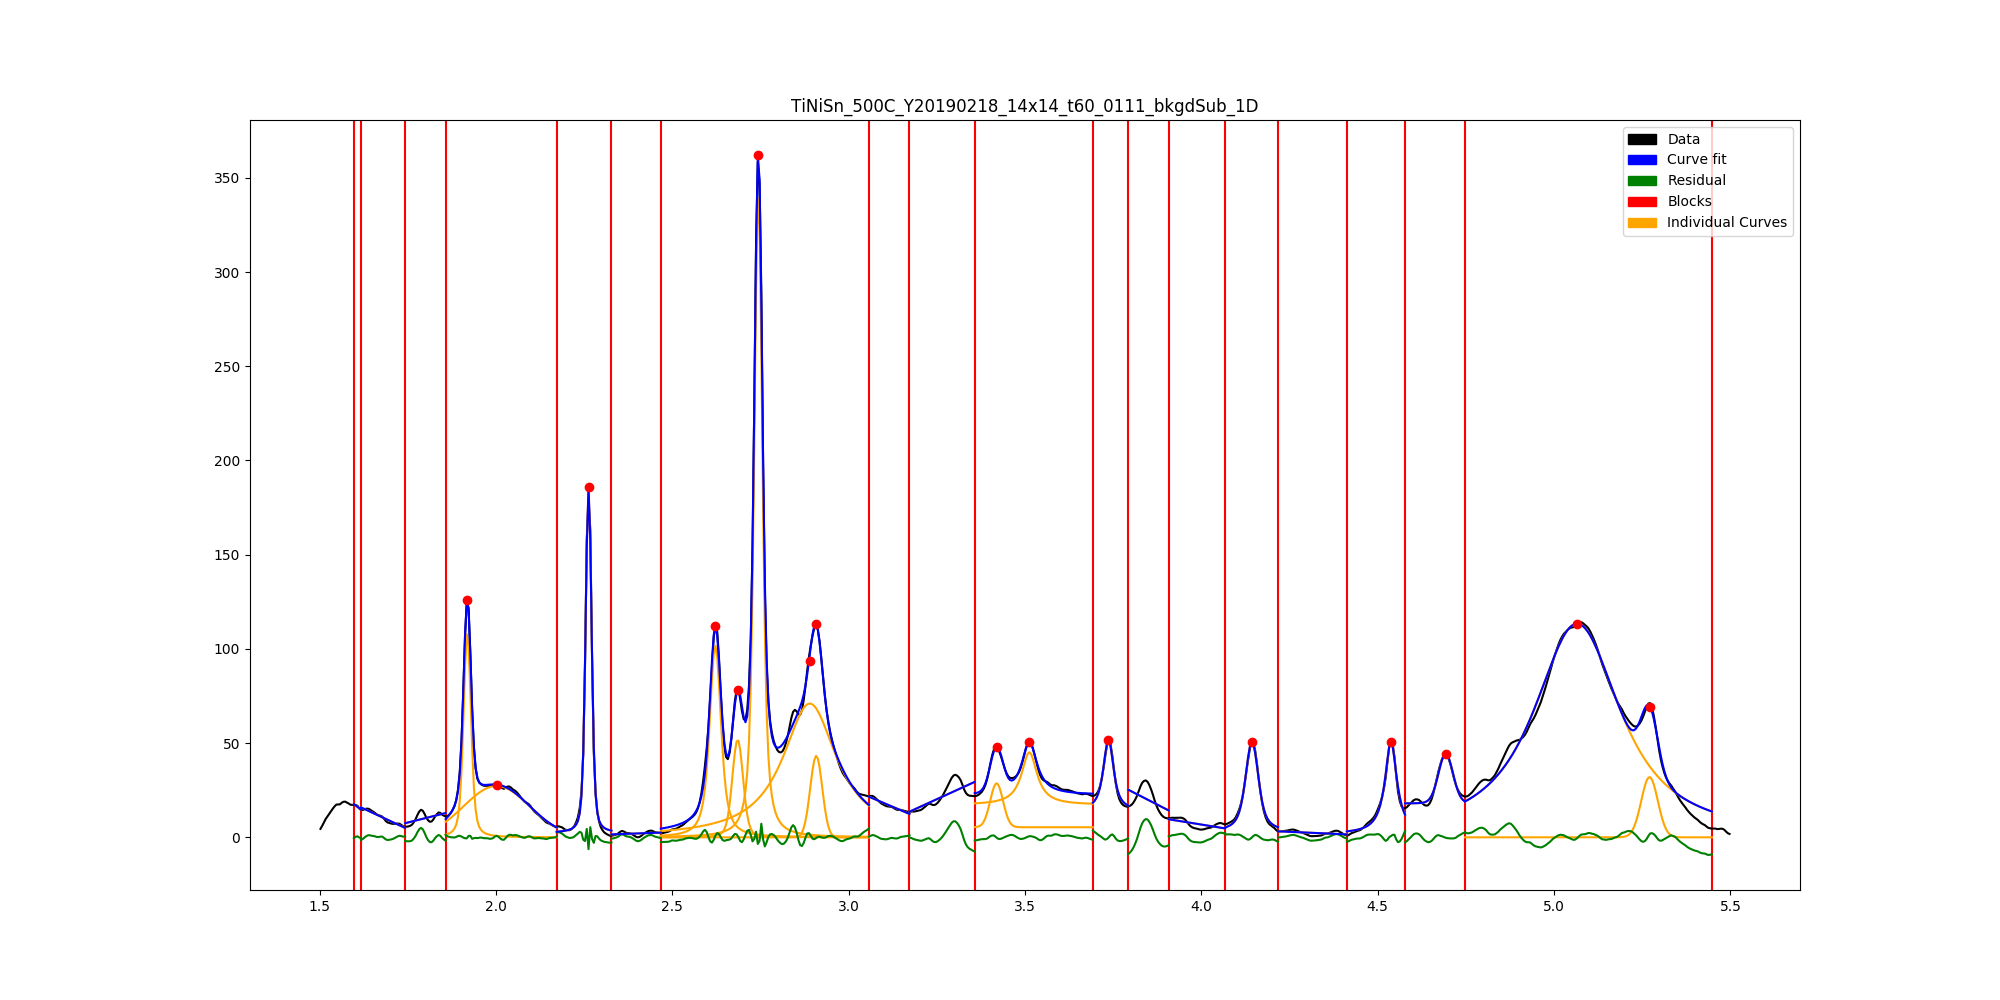 TiNiSn_500C_Y20190218_14x14_t60_0111_bkgdSub_1D
Data
Curve fit
Residual
Blocks
Individual Curves
350
300
250
200
150
100
50
0
1.5 2.0 2.5 3.0 3.5 4.0 4.5 5.0 5.5